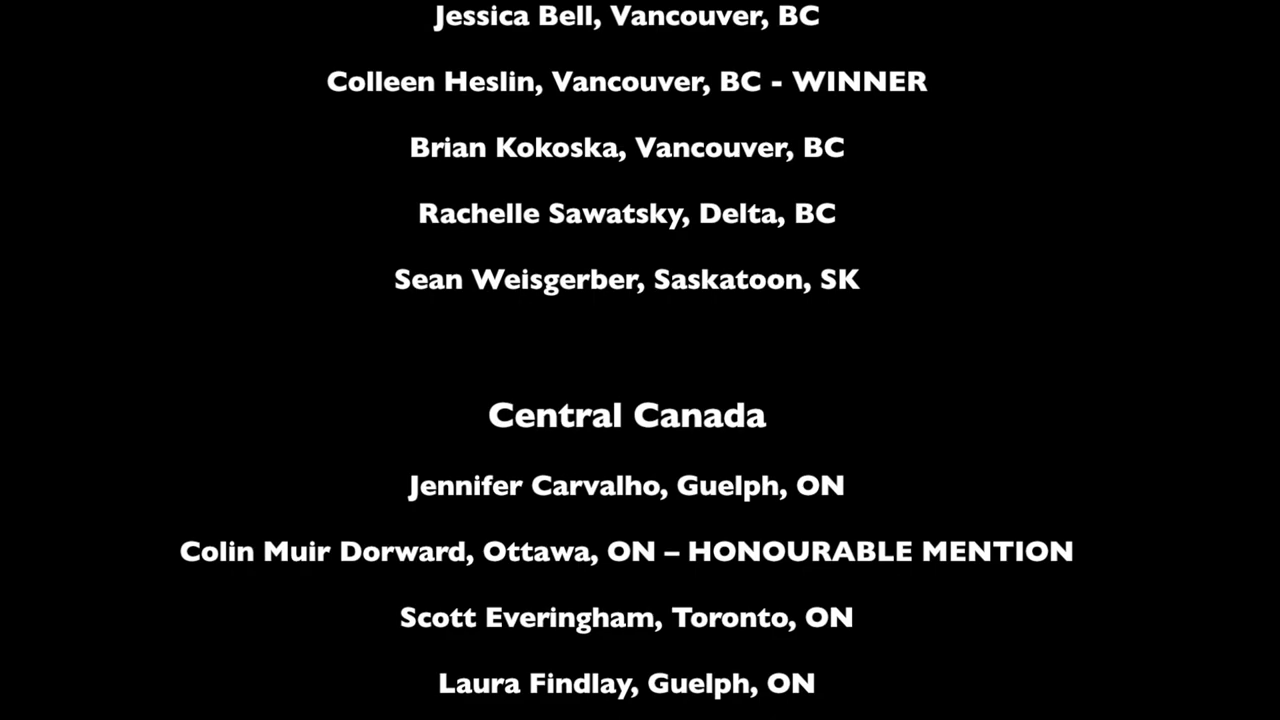 Jessica Bell, Vancouver, BC
Colleen Heslin, Vancouver, BC - WINNER
Brian Kokoska, Vancouver, BC
Rachelle Sawatsky, Delta, BC
Sean Weisgerber, Saskatoon, SK
Central Canada
Jennifer Carvalho, Guelph, ON
Colin Muir Dorward, Ottawa, ON – HONOURABLE MENTION
Scott Everingham, Toronto, ON
Laura Findlay, Guelph, ON